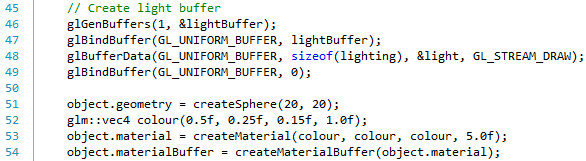 45 // Create light buffer
46 glGenBuffers(1, &lightBuffer);
47 glBindBuffer(GL_UNIFORM_BUFFER, lightBuffer);
48 glBufferData(GL_UNIFORM_BUFFER, sizeof(lighting), &light, GL_STREAM_DRAW);
49 glBindBuffer(GL_UNIFORM_BUFFER, 0);
50
51 object.geometry = createSphere(20, 20);
52 glm::vec4 colour(0.5f, 0.25f, 0.15f, 1.0f);
53 object.material = createMaterial(colour, colour, colour, 5.0f);
54 object.materialBuffer = createMaterialBuffer(object.material);